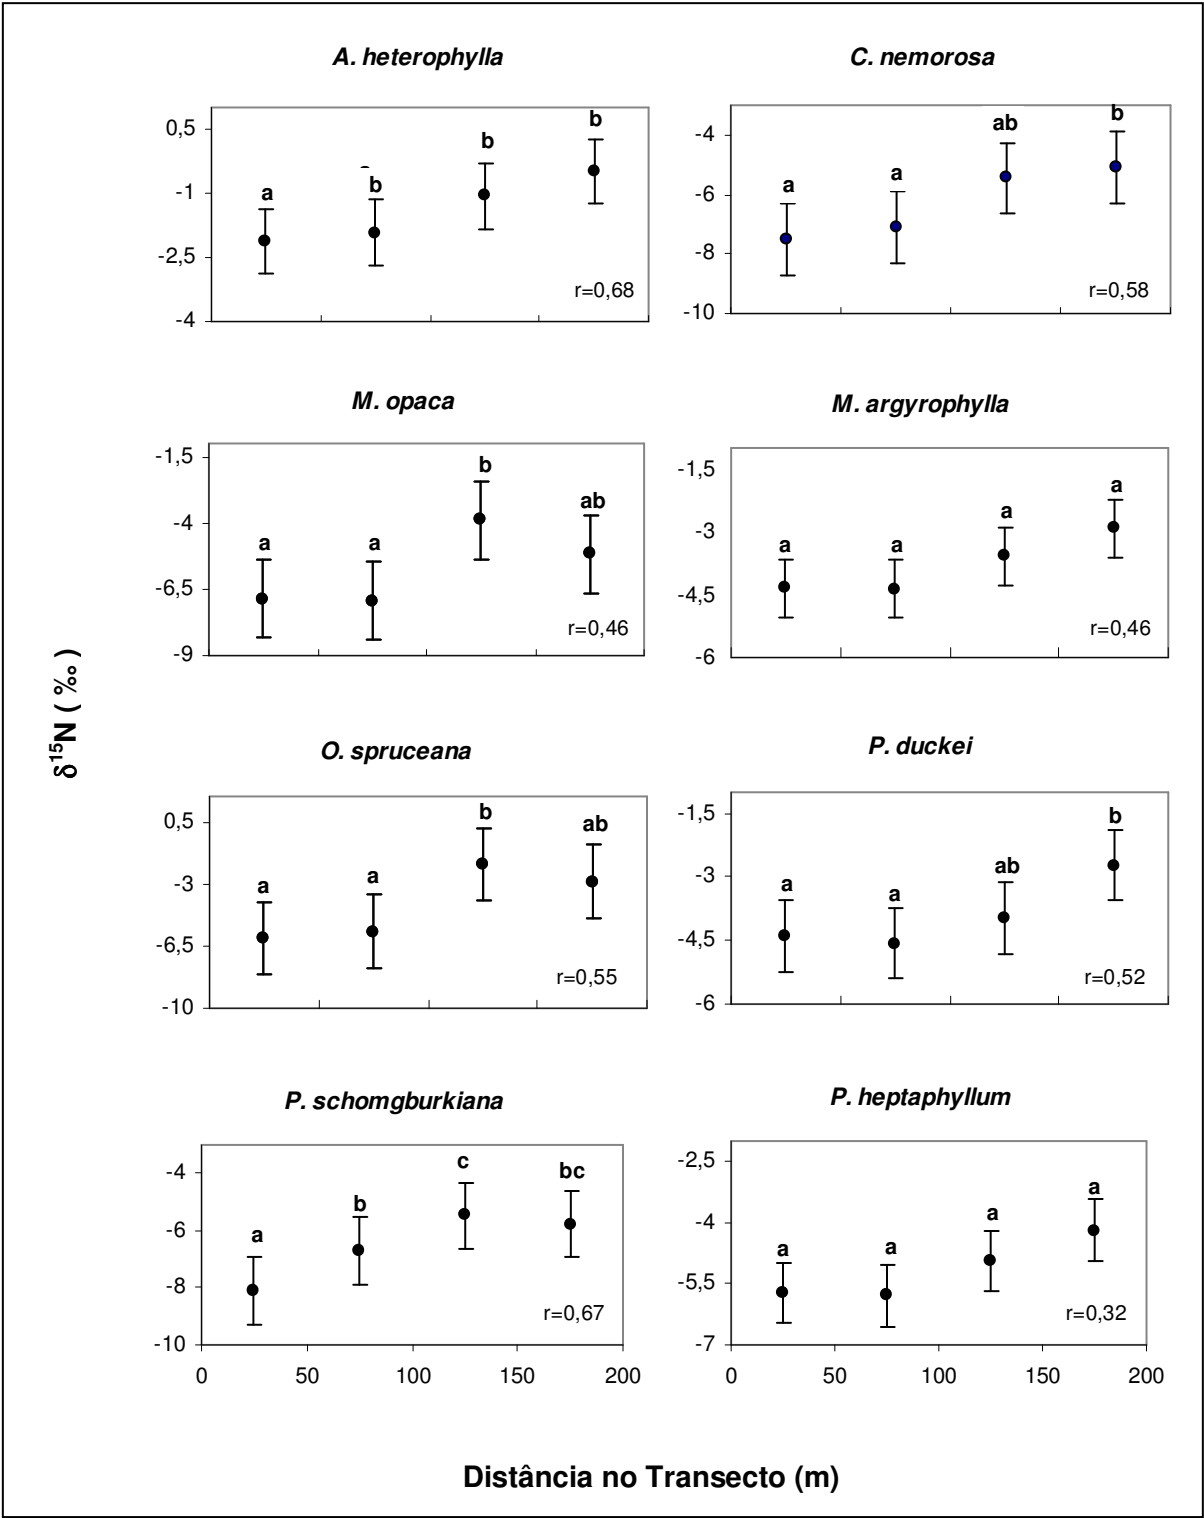 A. heterophylla
0,5
-1
-2,5
-4
a
b
b
b
r=0,68
C. nemorosa
-4
-6
-8
-10
a
a
ab
b
r=0,58
M. opaca
-1,5
-4
-6,5
-9
a
a
b
ab
r=0,46
M. argyrophylla
-1,5
-3
-4,5
-6
a
a
a
a
r=0,46
δ15N ( ‰ )
O. spruceana
0,5
-3
-6,5
-10
a
a
b
ab
r=0,55
P. duckei
-1,5
-3
-4,5
-6
a
a
ab
b
r=0,52
P. schomgburkiana
-4
-6
-8
-10
a
b
c
bc
r=0,67
0 50 100 150 200
P. heptaphyllum
-2,5
-4
-5,5
-7
a
a
a
a
r=0,32
0 50 100 150 200
Distância no Transecto (m)